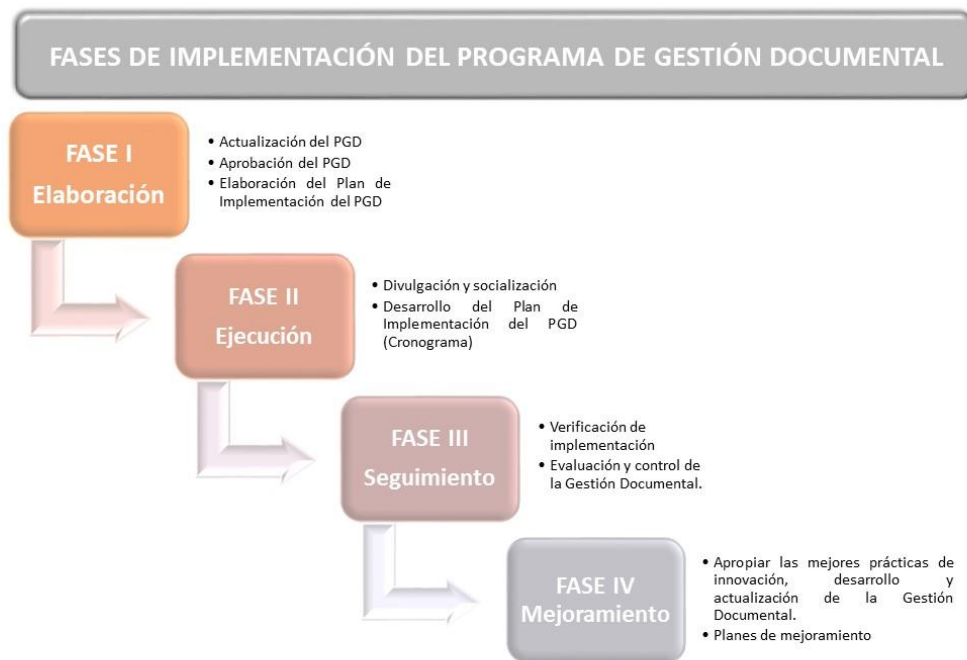 FASES DE IMPLEMENTACIÓN DEL PROGRAMA DE GESTIÓN DOCUMENTAL
FASE I
Elaboración
• Actualización del PGD
• Aprobación del PGD
• Elaboración del Plan de
Implementación del PGD
FASE II
Ejecución
• Divulgación y socialización
• Desarrollo del Plan de
Implementación del PGD
(Cronograma)
FASE III
Seguimiento
• Verificación de
implementación
• Evaluación y control de
la Gestión Documental.
FASE IV
Mejoramiento
• Apropiar las mejores prácticas de
innovación, desarrollo y
actualización de la Gestión
Documental.
• Planes de mejoramiento